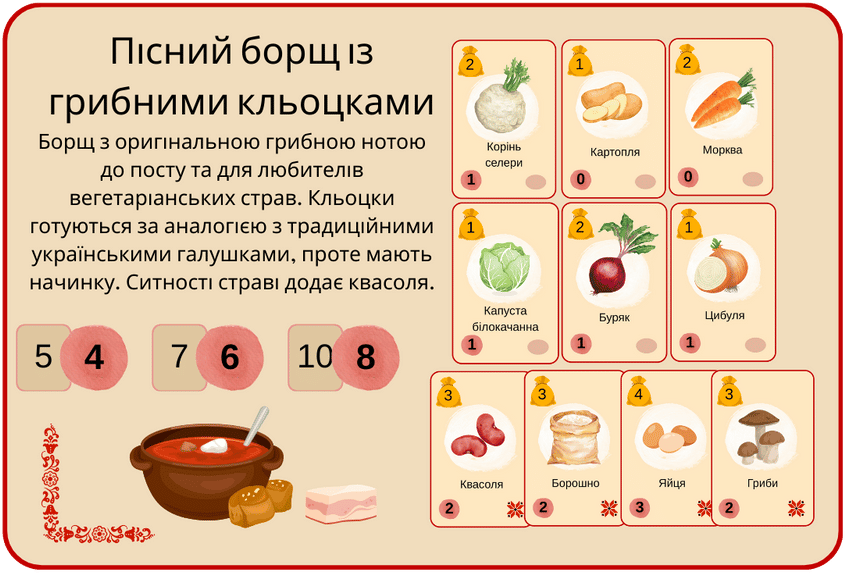 Пісний борщ із
грибними кльоцками
Борщ з оригінальною грибною нотою
до посту та для любителів
вегетаріанських страв. Кльоцки
готуються за аналогією з традиційними
українськими галушками, проте мають
начинку. Ситності страві додає квасоля.
5 4 7 6 10 8
2 1 2
Корінь
селери
Картопля
Морква
1 0 0
1 2 1
Капуста
білокачанна
Буряк
Цибуля
1 1 1
3 3 4 3
Квасоля Борошно Яйця Гриби
2 2 3 2